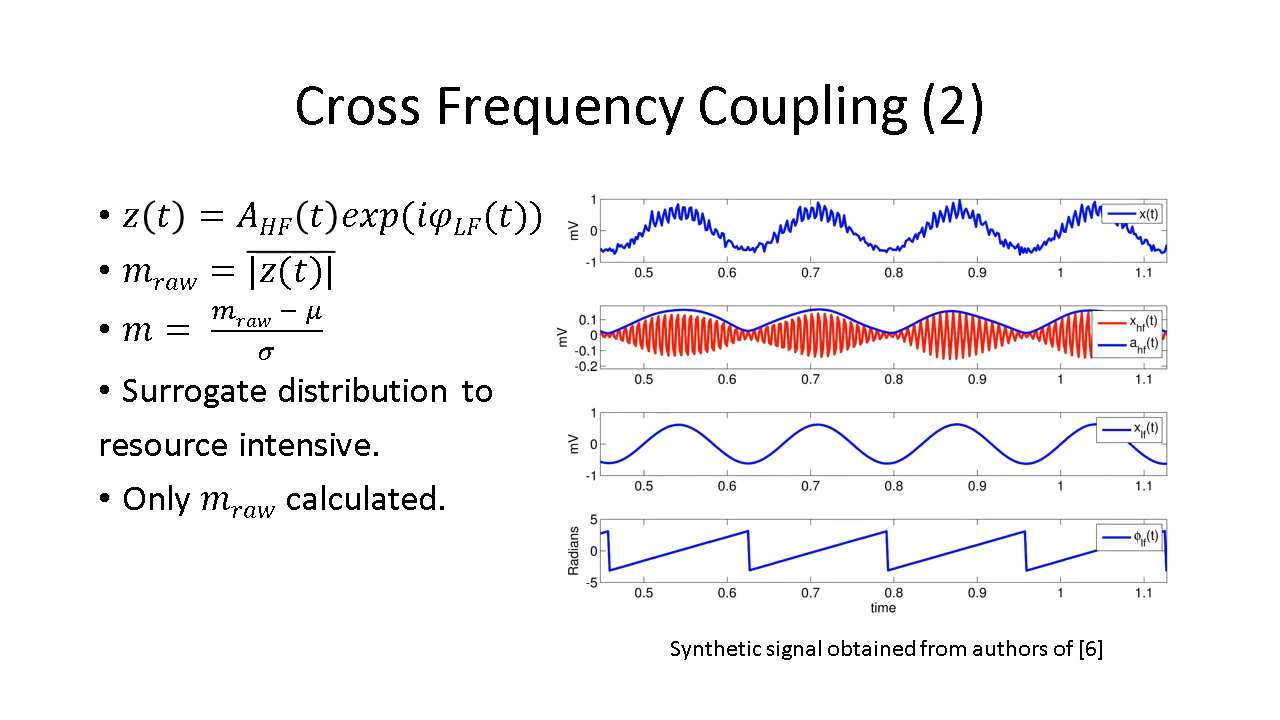 Cross Frequency Coupling (2)
• z(t) = A_HF(t)exp(iφ_LF(t))
• m_raw = \overline{|z(t)|}
• m = \frac{m_raw − μ}{σ}
• Surrogate distribution to
resource intensive.
• Only m_raw calculated.
1
0
-1
mV
x(t)
0.5 0.6 0.7 0.8 0.9 1 1.1
0.1
0
-0.1
-0.2
mV
x_hf(t)
a_hf(t)
0.5 0.6 0.7 0.8 0.9 1 1.1
1
0
-1
mV
x_lf(t)
0.5 0.6 0.7 0.8 0.9 1 1.1
5
0
-5
Radians
ϕ_lf(t)
0.5 0.6 0.7 0.8 0.9 1 1.1
time
Synthetic signal obtained from authors of [6]